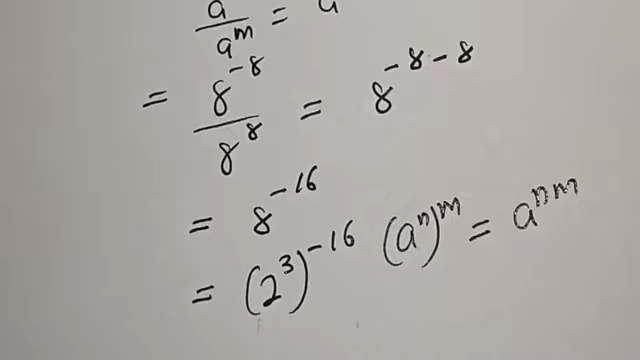 a/a^m = a
= 8^-8/8^8 = 8^-8-8
= 8^-16
= (2^3)^-16 (a^n)^m = a^nm